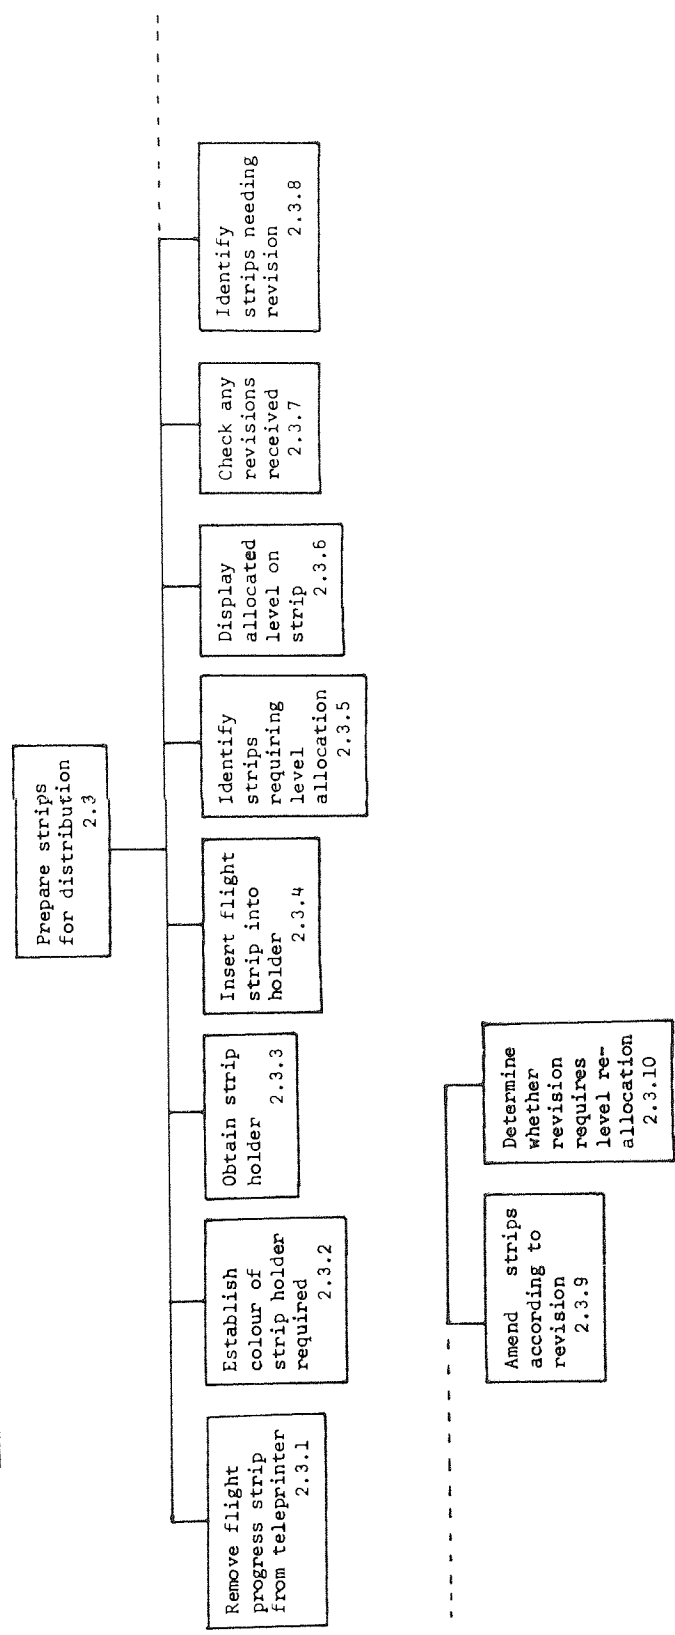 Prepare strips
for distribution
2.3
Remove flight
progress strip
from teleprinter
2.3.1
Establish
colour of
strip holder
required
2.3.2
Obtain strip
holder
2.3.3
Insert flight
strip into
holder
2.3.4
Identify
strips
requiring
level
allocation
2.3.5
Display
allocated
level on
strip
2.3.6
Check any
revisions
received
2.3.7
Identify
strips needing
revision
2.3.8
Amend strips
according to
revision
2.3.9
Determine
whether
revision
requires
level re-
allocation
2.3.10